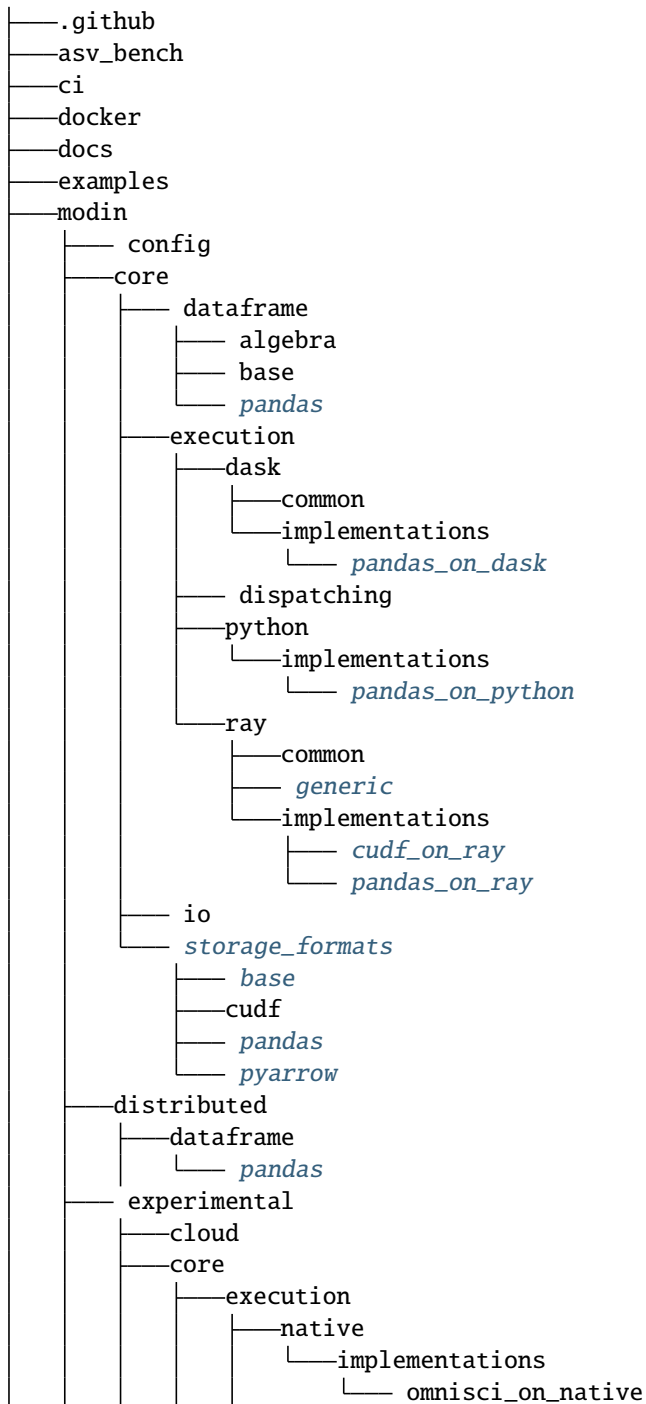 .github
asv_bench
ci
docker
docs
examples
modin
config
core
dataframe
algebra
base
pandas
execution
dask
common
implementations
pandas_on_dask
dispatching
python
implementations
pandas_on_python
ray
common
generic
implementations
cudf_on_ray
pandas_on_ray
io
storage_formats
base
cudf
pandas
pyarrow
distributed
dataframe
pandas
experimental
cloud
core
execution
native
implementations
omnisci_on_native